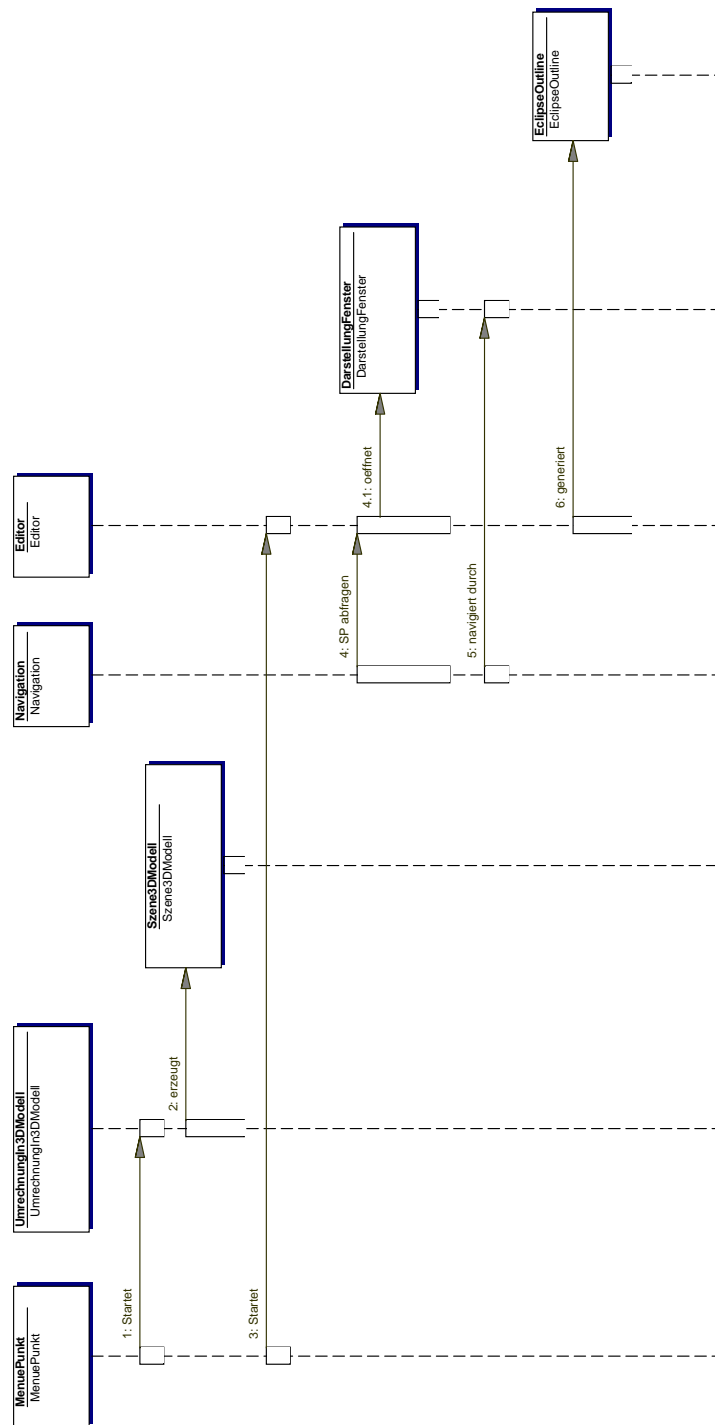 MenuePunkt
MenuePunkt
UmrechnungIn3DModell
UmrechnungIn3DModell
Szene3DModell
Szene3DModell
Navigation
Navigation
Editor
Editor
DarstellungFenster
DarstellungFenster
EclipseOutline
EclipseOutline
1: Startet
2: erzeugt
3: Startet
4: SP abfragen
4.1: oeffnet
5: navigiert durch
6: generiert